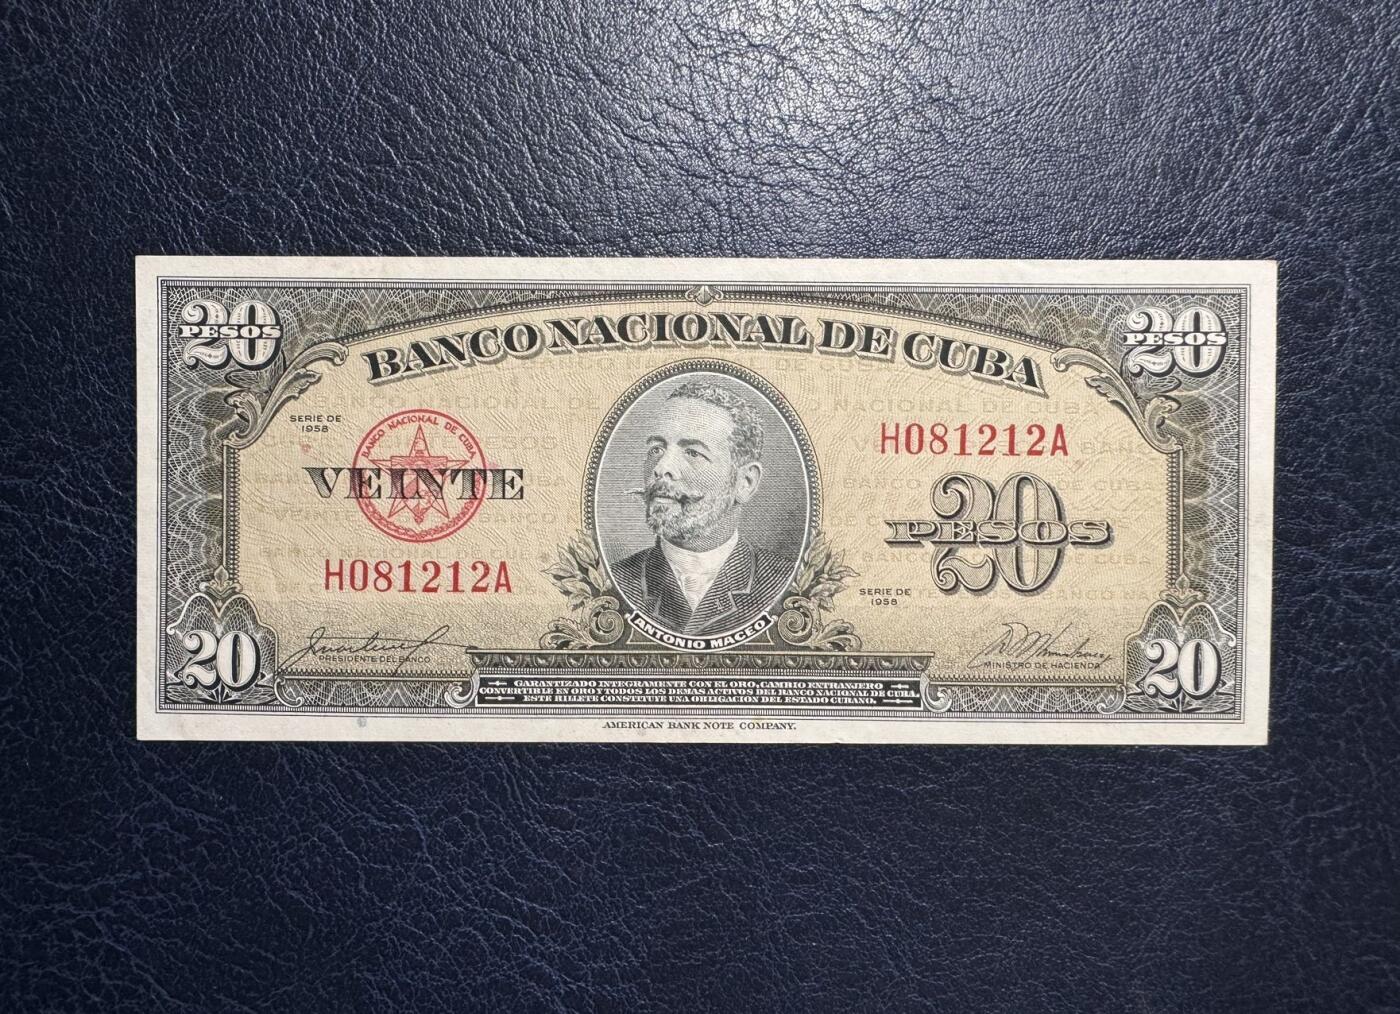 20 PESOS
20 PESOS
BANCO NACIONAL DE CUBA
SERIE DE
1958
BANCO NACIONAL DE CUBA
VEINTE
H081212A
H081212A
20
PESOS
SERIE DE
1958
ANTONIO MACEO
20
PRESIDENTE DEL BANCO
MINISTRO DE HACIENDA
20
GARANTIZADO INTEGRAMENTE CON EL ORO, CAMBIO EXTRANJERO
CONVERTIBLE EN ORO Y TODOS LOS DEMAS ACTIVOS DEL BANCO NACIONAL DE CUBA.
ESTE BILLETE CONSTITUYE UNA OBLIGACION DEL ESTADO CUBANO.
AMERICAN BANK NOTE COMPANY.